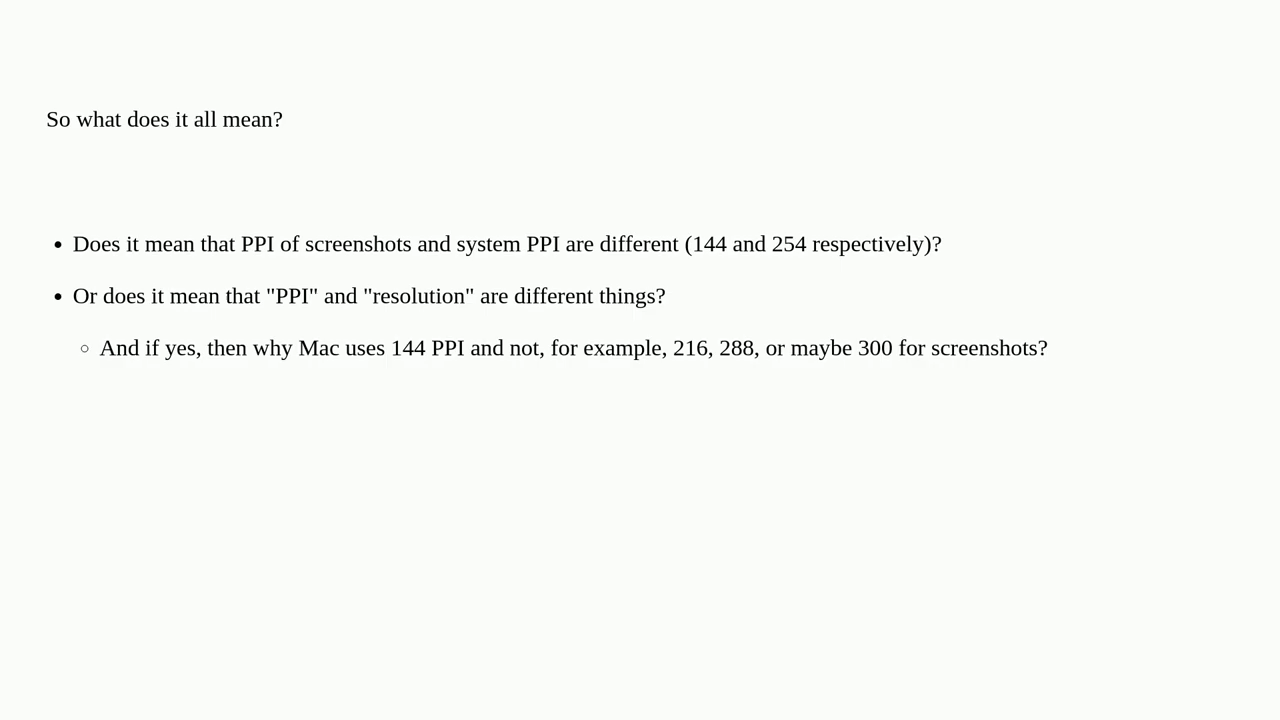 So what does it all mean?
Does it mean that PPI of screenshots and system PPI are different (144 and 254 respectively)?
Or does it mean that "PPI" and "resolution" are different things?
And if yes, then why Mac uses 144 PPI and not, for example, 216, 288, or maybe 300 for screenshots?